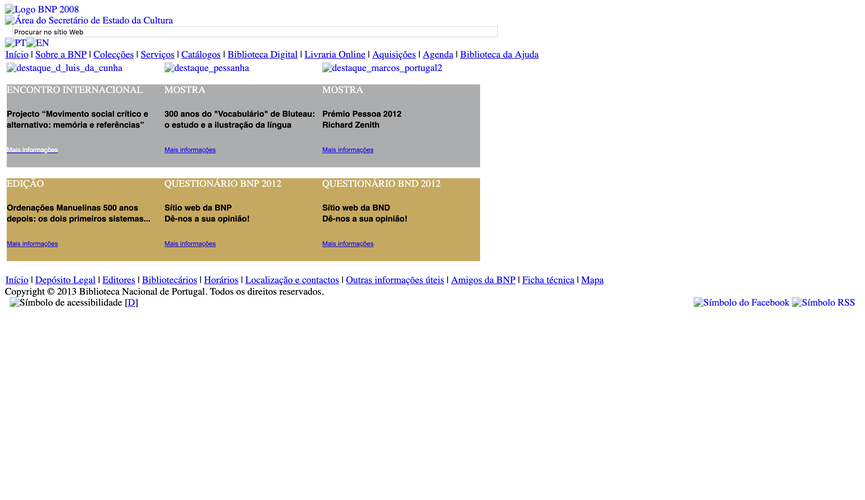 Logo BNP 2008
Área do Secretário de Estado da Cultura
Procurar no sítio Web
PT EN
Início | Sobre a BNP | Colecções | Serviços | Catálogos | Biblioteca Digital | Livraria Online | Aquisições | Agenda | Biblioteca da Ajuda
destaque_d_luis_da_cunha
destaque_pessanha
destaque_marcos_portugal2
ENCONTRO INTERNACIONAL
Projecto “Movimento social crítico e
alternativo: memória e referências”
Mais informações
MOSTRA
300 anos do "Vocabulário" de Bluteau:
o estudo e a ilustração da língua
Mais informações
MOSTRA
Prémio Pessoa 2012
Richard Zenith
Mais informações
EDIÇÃO
Ordenações Manuelinas 500 anos
depois: os dois primeiros sistemas...
Mais informações
QUESTIONÁRIO BNP 2012
Sítio web da BNP
Dê-nos a sua opinião!
Mais informações
QUESTIONÁRIO BND 2012
Sítio web da BND
Dê-nos a sua opinião!
Mais informações
Início | Depósito Legal | Editores | Bibliotecários | Horários | Localização e contactos | Outras informações úteis | Amigos da BNP | Ficha técnica | Mapa
Copyright © 2013 Biblioteca Nacional de Portugal. Todos os direitos reservados.
Símbolo de acessibilidade [D]
Símbolo do Facebook Símbolo RSS